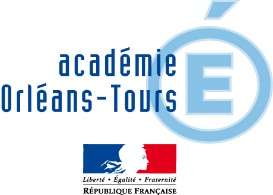 académie
Orléans-Tours
É
Liberté • Égalité • Fraternité
RÉPUBLIQUE FRANÇAISE